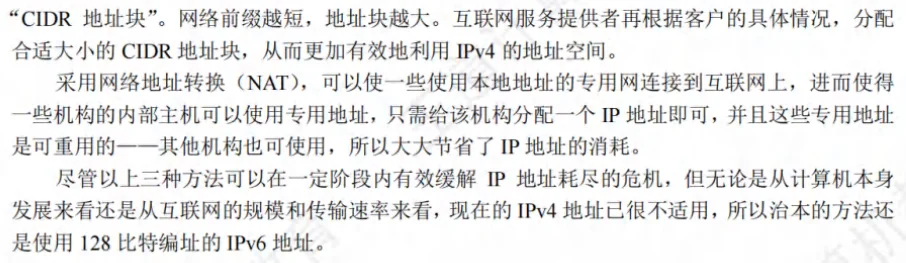 “CIDR 地址块”。网络前缀越短，地址块越大。互联网服务提供者再根据客户的具体情况，分配
合适大小的 CIDR 地址块，从而更加有效地利用 IPv4 的地址空间。
采用网络地址转换（NAT），可以使一些使用本地地址的专用网连接到互联网上，进而使得
一些机构的内部主机可以使用专用地址，只需给该机构分配一个 IP 地址即可，并且这些专用地址
是可重用的——其他机构也可使用，所以大大节省了 IP 地址的消耗。
尽管以上三种方法可以在一定阶段内有效缓解 IP 地址耗尽的危机，但无论是从计算机本身
发展来看还是从互联网的规模和传输速率来看，现在的 IPv4 地址已很不适用，所以治本的方法还
是使用 128 比特编址的 IPv6 地址。